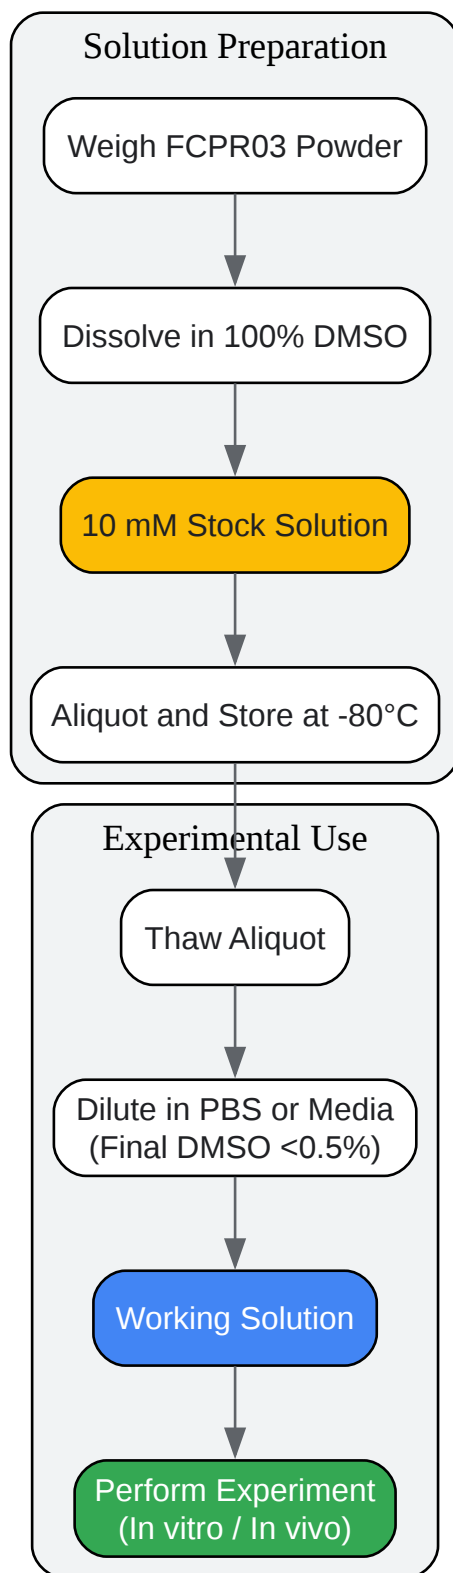 Solution Preparation
Weigh FCPR03 Powder
Dissolve in 100% DMSO
10 mM Stock Solution
Aliquot and Store at -80°C
Experimental Use
Thaw Aliquot
Dilute in PBS or Media
(Final DMSO <0.5%)
Working Solution
Perform Experiment
(In vitro / In vivo)